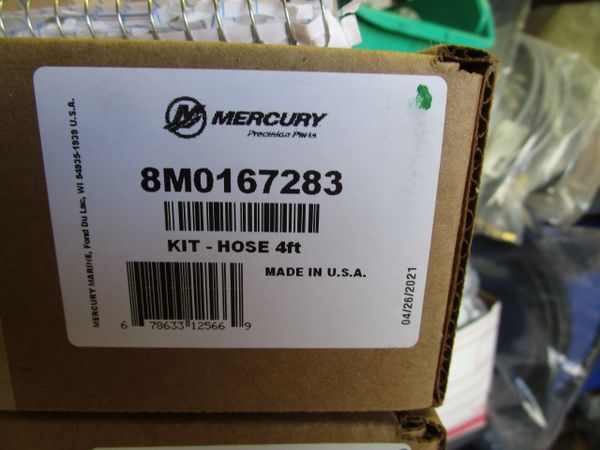 MERCURY
Precision Parts
8M0167283
KIT - HOSE 4ft
MADE IN U.S.A.
6 78633 12566 9
MERCURY MARINE, Fond Du Lac, WI 54935-1939 U.S.A.
04/26/2021